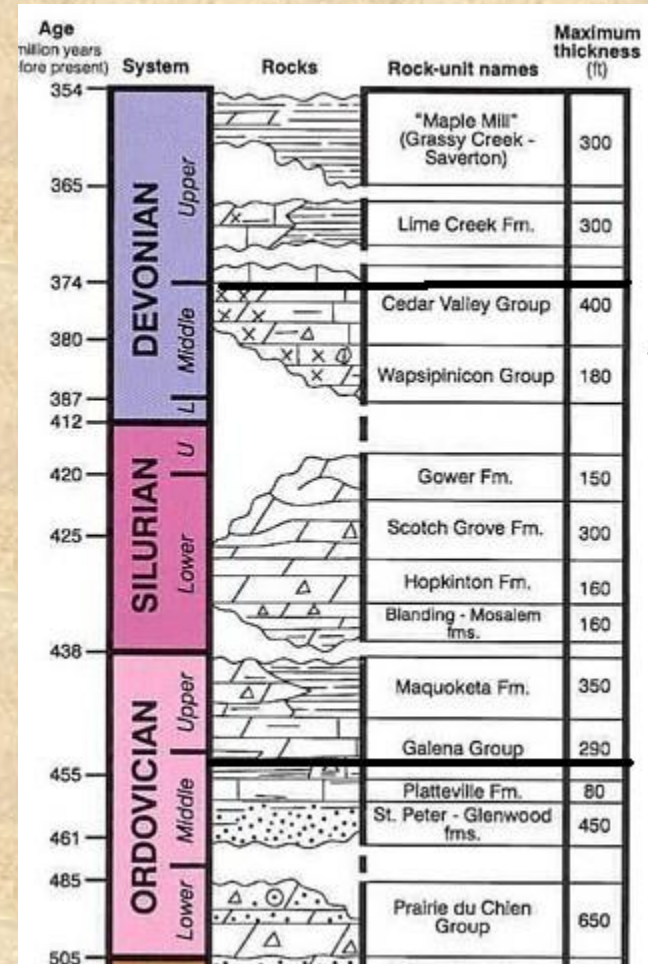 Age
million years
fore present)
System
Rocks
Rock-unit names
Maximum
thickness
(ft)
354
365
374
380
387
412
420
425
438
455
461
485
505
DEVONIAN
Upper
Middle
L
SILURIAN
U
Lower
ORDOVICIAN
Upper
Middle
Lower
"Maple Mill"
(Grassy Creek -
Saverton)
300
Lime Creek Fm.
300
Cedar Valley Group
400
Wapsipinicon Group
180
Gower Fm.
150
Scotch Grove Fm.
300
Hopkinton Fm.
160
Blanding - Mosalem
fms.
160
Maquoketa Fm.
350
Galena Group
290
Platteville Fm.
80
St. Peter - Glenwood
fms.
450
Prairie du Chien
Group
650